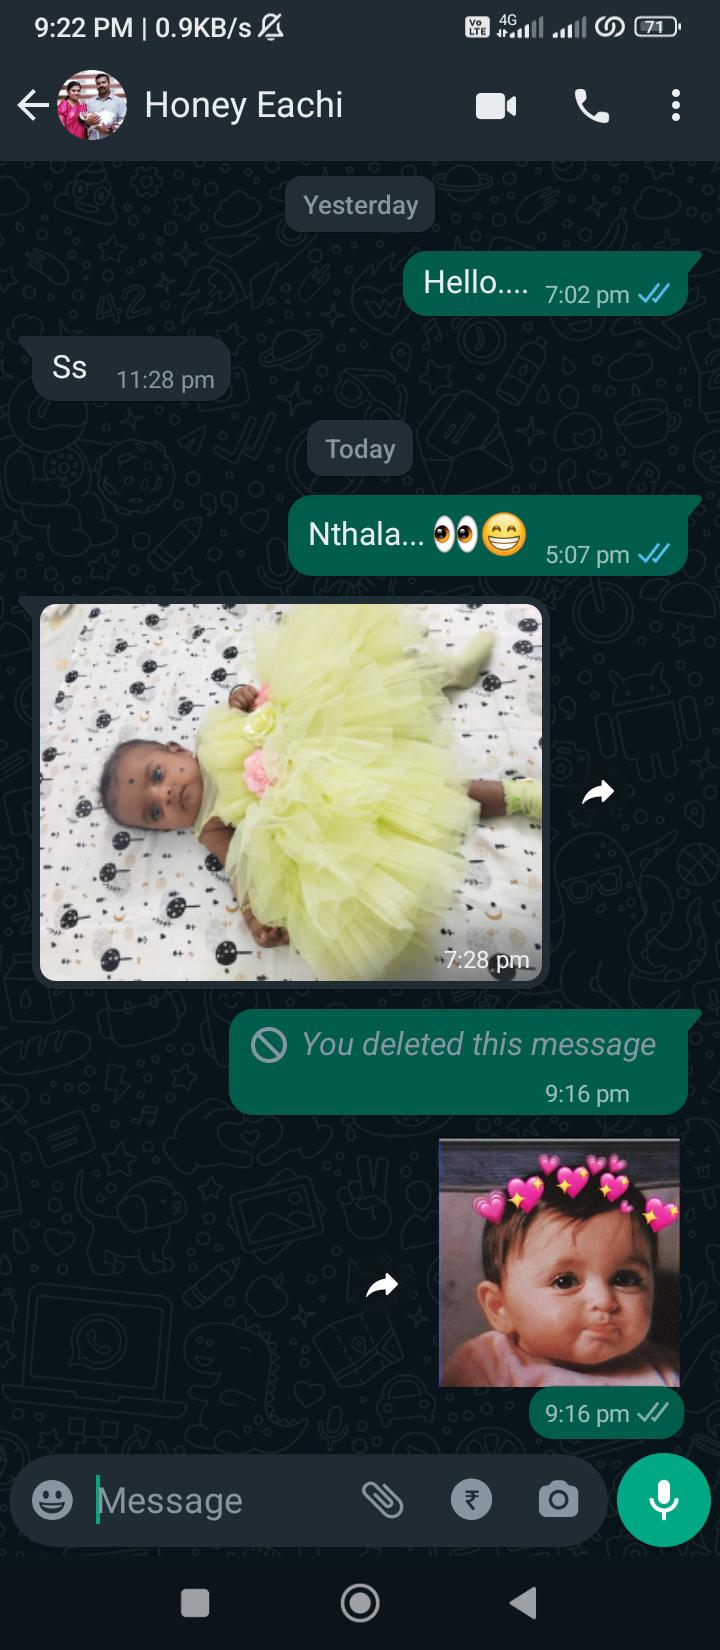 9:22 PM | 0.9KB/s Vo LTE 4G 71
Honey Eachi
Yesterday
Hello.... 7:02 pm
Ss 11:28 pm
Today
Nthala... 👀😁 5:07 pm
7:28 pm
You deleted this message
9:16 pm
9:16 pm
Message ₹